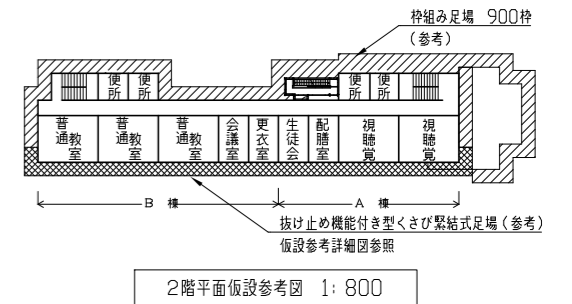 枠組み足場 900枠
(参考)
便所 便所 便所 便所
普通教室 普通教室 普通教室 会議室 更衣室 生徒会 配膳室 視聴覚 視聴覚
B 棟 A 棟
抜け止め機能付き型くさび緊結式足場(参考)
仮設参考詳細図参照
2階平面仮設参考図 1:800